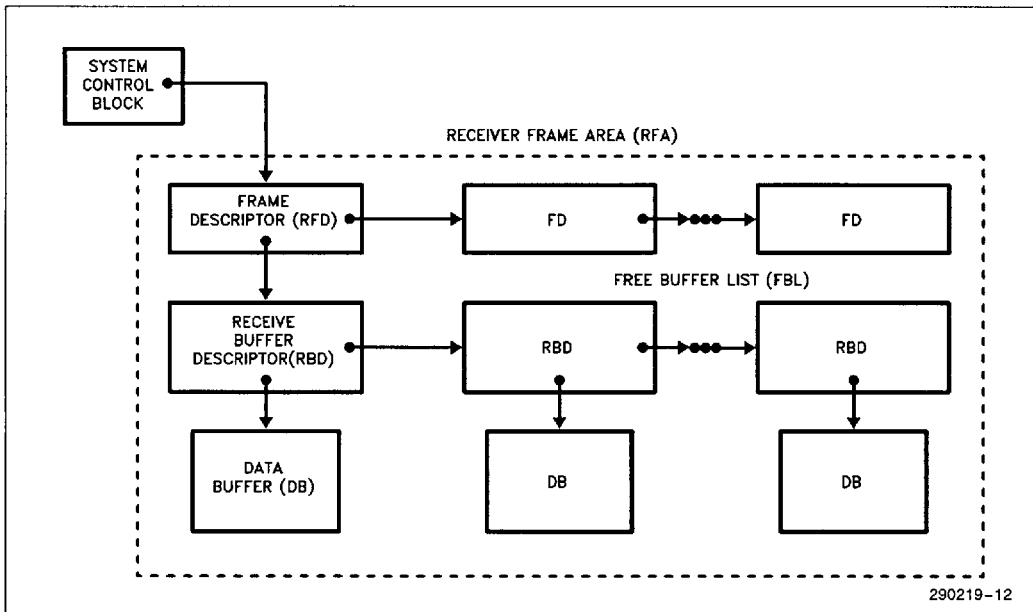 SYSTEM
CONTROL
BLOCK
RECEIVER FRAME AREA (RFA)
FRAME
DESCRIPTOR (RFD)
FD
FD
FREE BUFFER LIST (FBL)
RECEIVE
BUFFER
DESCRIPTOR(RBD)
RBD
RBD
DATA
BUFFER (DB)
DB
DB
290219-12